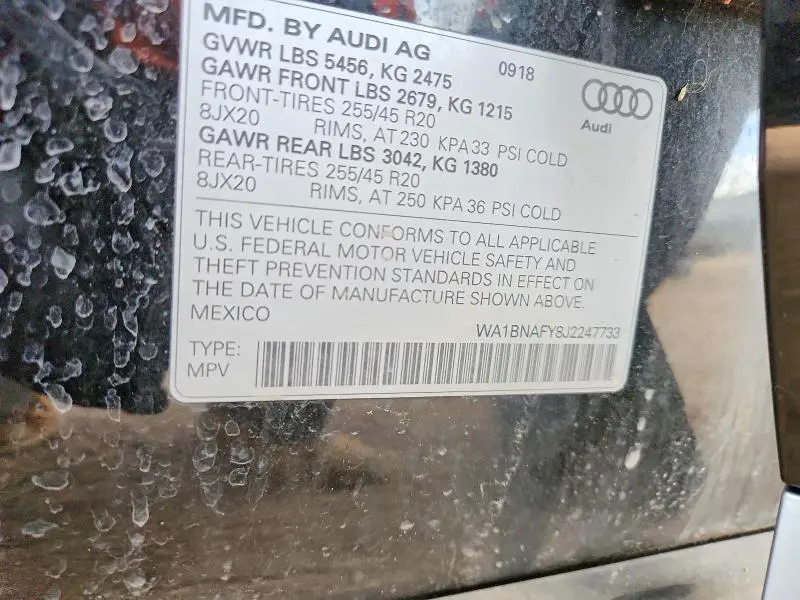 MFD. BY AUDI AG
0918
GVWR LBS 5456, KG 2475
GAWR FRONT LBS 2679, KG 1215
FRONT-TIRES 255/45 R20
8JX20 RIMS, AT 230 KPA 33 PSI COLD
GAWR REAR LBS 3042, KG 1380
REAR-TIRES 255/45 R20
8JX20 RIMS, AT 250 KPA 36 PSI COLD
Audi
THIS VEHICLE CONFORMS TO ALL APPLICABLE
U.S. FEDERAL MOTOR VEHICLE SAFETY AND
THEFT PREVENTION STANDARDS IN EFFECT ON
THE DATE OF MANUFACTURE SHOWN ABOVE.
MEXICO
WA1BNAFY8J2247733
TYPE:
MPV